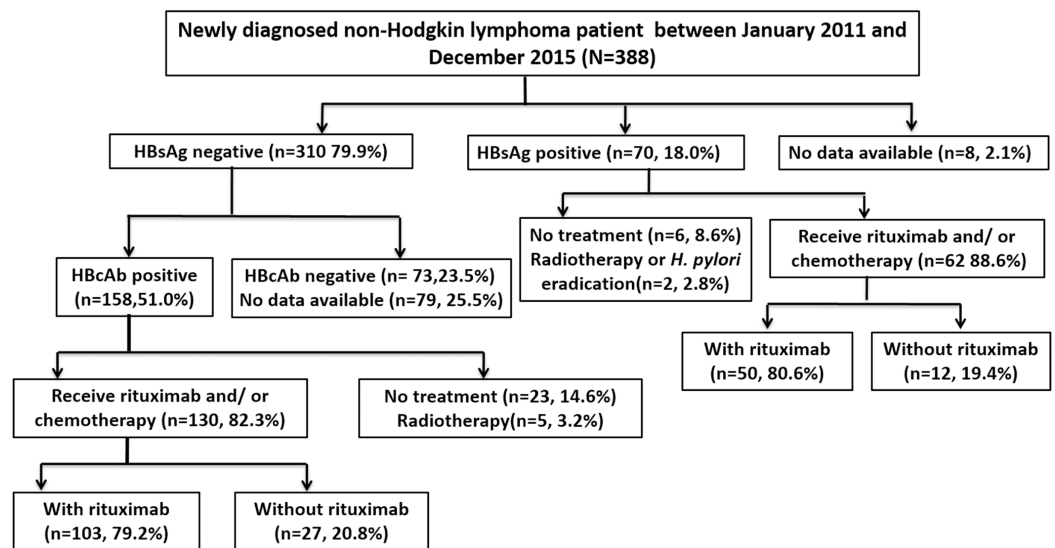 Newly diagnosed non-Hodgkin lymphoma patient between January 2011 and
December 2015 (N=388)
HBsAg negative (n=310 79.9%)
HBsAg positive (n=70, 18.0%)
No data available (n=8, 2.1%)
No treatment (n=6, 8.6%)
Radiotherapy or H. pylori
eradication(n=2, 2.8%)
Receive rituximab and/ or
chemotherapy (n=62 88.6%)
HBcAb positive
(n=158,51.0%)
HBcAb negative (n= 73,23.5%)
No data available (n=79, 25.5%)
With rituximab
(n=50, 80.6%)
Without rituximab
(n=12, 19.4%)
Receive rituximab and/ or
chemotherapy (n=130, 82.3%)
No treatment (n=23, 14.6%)
Radiotherapy(n=5, 3.2%)
With rituximab
(n=103, 79.2%)
Without rituximab
(n=27, 20.8%)